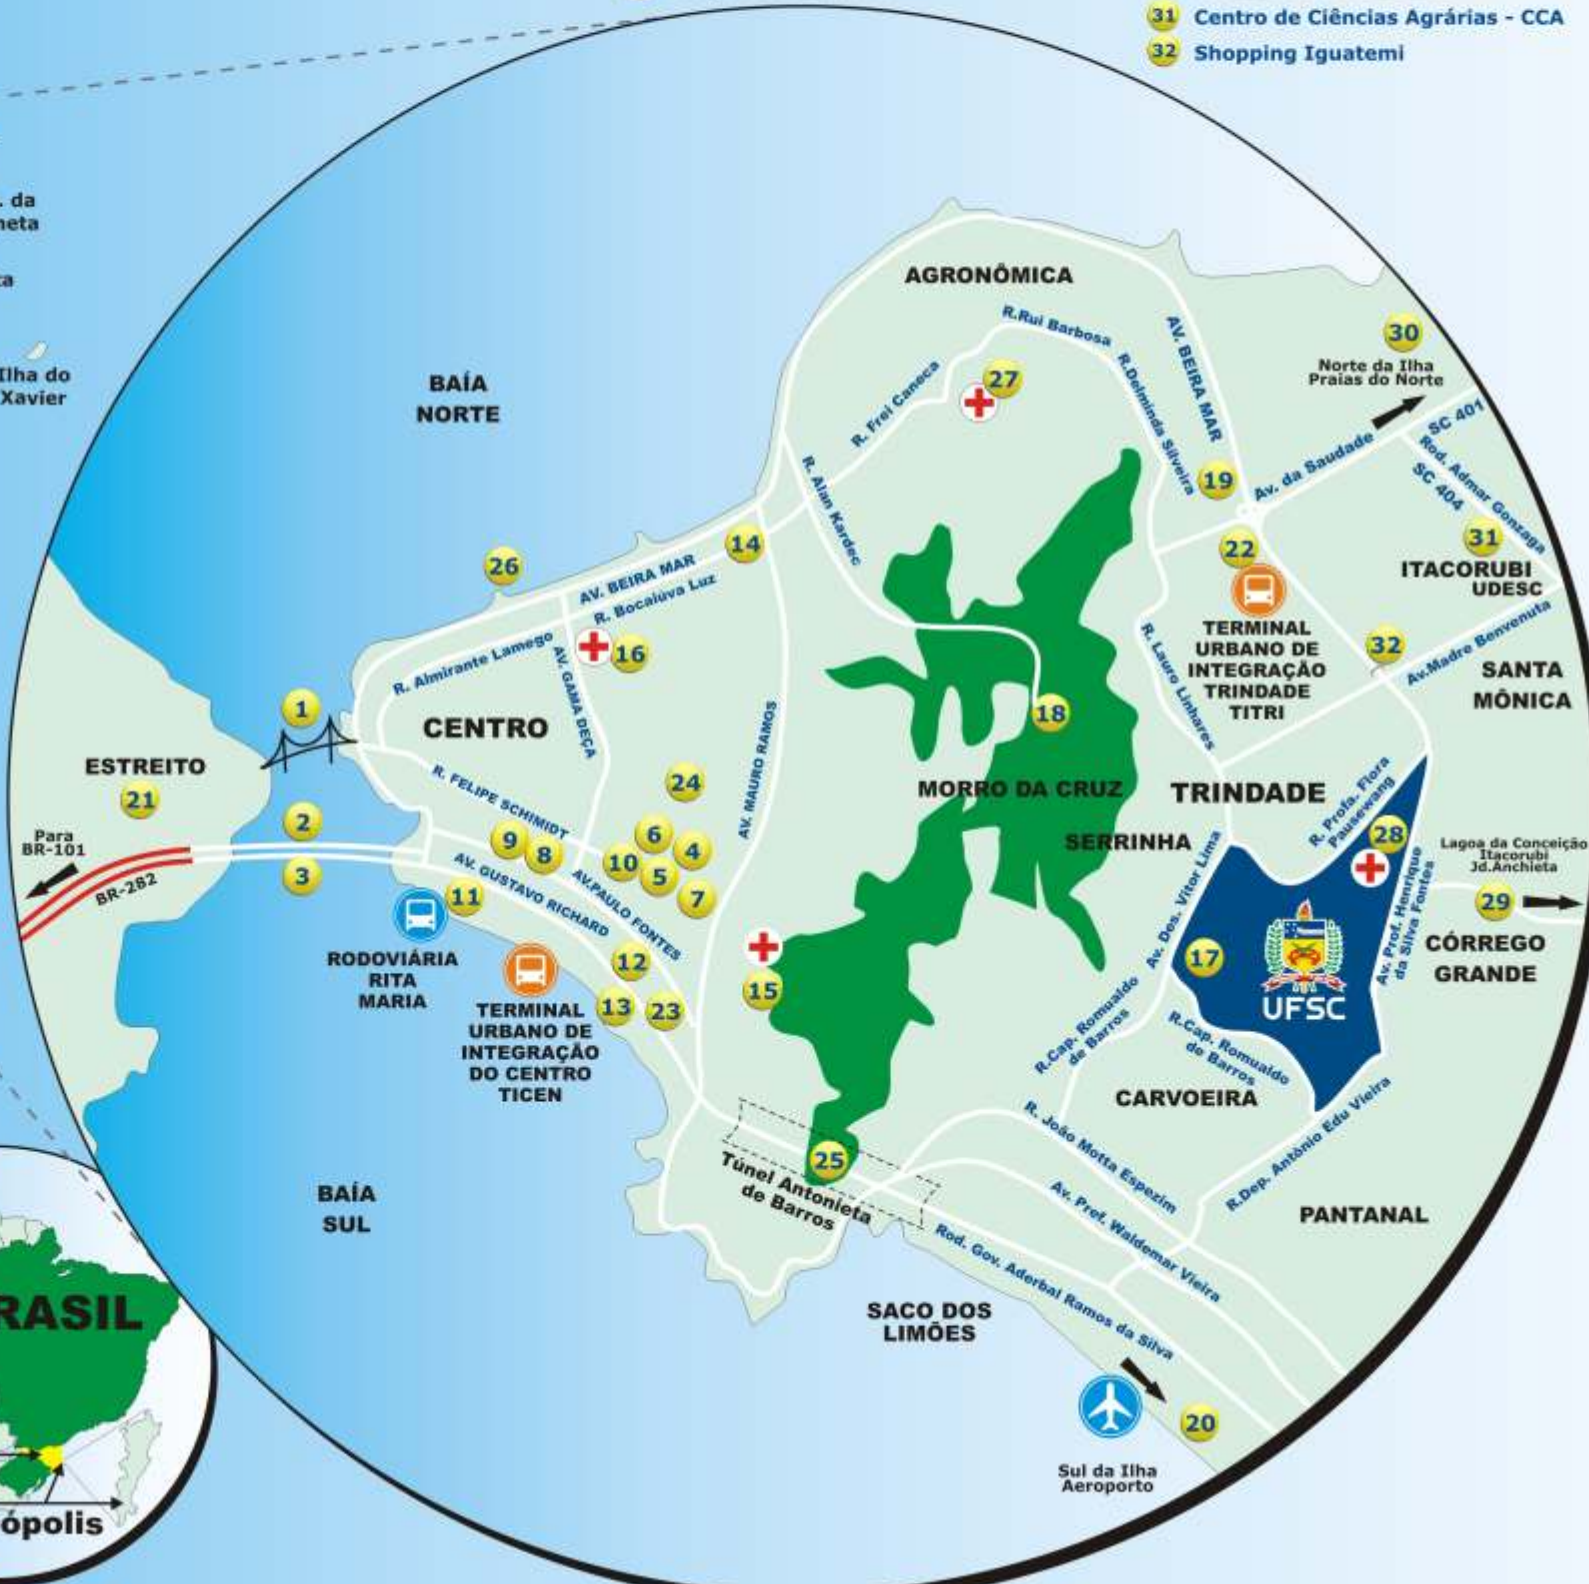 31 Centro de Ciências Agrárias - CCA
32 Shopping Iguatemi
. da
neta
ta
Ilha do
Xavier
BAÍA
NORTE
AGRONÔMICA
R.Rui Barbosa
AV. BEIRA MAR
R. Frei Caneca
27
R.Delminda Silveira
30
Norte da Ilha
Praias do Norte
SC 401
Av. da Saudade
Rod. Admar Gonzaga
SC 404
19
R. Alan Kardec
14
22
31
ITACORUBI
UDESC
26
AV. BEIRA MAR
R. Bocaiúva Luz
R. Almirante Lamego
16
AV. GAMA DEÇA
TERMINAL
URBANO DE
INTEGRAÇÃO
TRINDADE
TITRI
32
Av.Madre Benvenuta
SANTA
MÔNICA
R. Lauro Linhares
1
CENTRO
18
AV. MAURO RAMOS
ESTREITO
21
R. FELIPE SCHIMIDT
24
MORRO DA CRUZ
TRINDADE
R. Profa. Flora
Pausewang
2
Para
BR-101
BR-282
3
9
8
6
4
10
5
7
SERRINHA
28
Lagoa da Conceição
Itacorubi
Jd.Anchieta
29
AV. GUSTAVO RICHARD
AV.PAULO FONTES
11
Av. Des. Vitor Lima
Av. Prof. Henrique
da Silva Fontes
CÓRREGO
GRANDE
RODOVIÁRIA
RITA
MARIA
12
17
UFSC
TERMINAL
URBANO DE
INTEGRAÇÃO
DO CENTRO
TICEN
13
23
15
R.Cap. Romualdo
de Barros
R.Cap. Romualdo
de Barros
CARVOEIRA
R. João Motta Espezim
R.Dep. Antônio Edu Vieira
25
Túnel Antonieta
de Barros
BAÍA
SUL
Av. Pref. Waldemar Vieira
PANTANAL
Rod. Gov. Aderbal Ramos da Silva
SACO DOS
LIMÕES
20
Sul da Ilha
Aeroporto
RASIL
ópolis